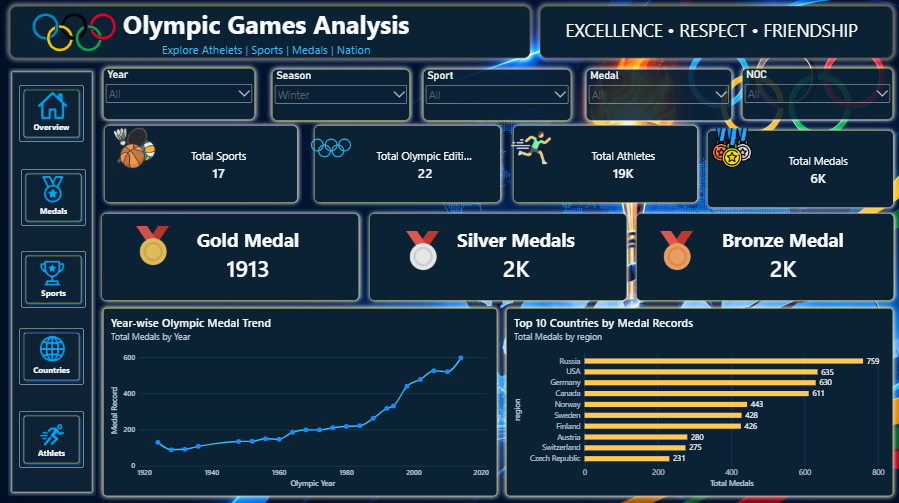 Olympic Games Analysis
Explore Athelets | Sports | Medals | Nation
EXCELLENCE • RESPECT • FRIENDSHIP
Overview
Medals
Sports
Countries
Athlets
Year
All
Season
Winter
Sport
All
Medal
All
NOC
All
Total Sports
17
Total Olympic Editi...
22
Total Athletes
19K
Total Medals
6K
Gold Medal
1913
Silver Medals
2K
Bronze Medal
2K
Year-wise Olympic Medal Trend
Total Medals by Year
Medal Record
600
400
200
0
1920 1940 1960 1980 2000 2020
Olympic Year
Top 10 Countries by Medal Records
Total Medals by region
region
Russia 759
USA 635
Germany 630
Canada 611
Norway 443
Sweden 428
Finland 426
Austria 280
Switzerland 275
Czech Republic 231
0 200 400 600 800
Total Medals